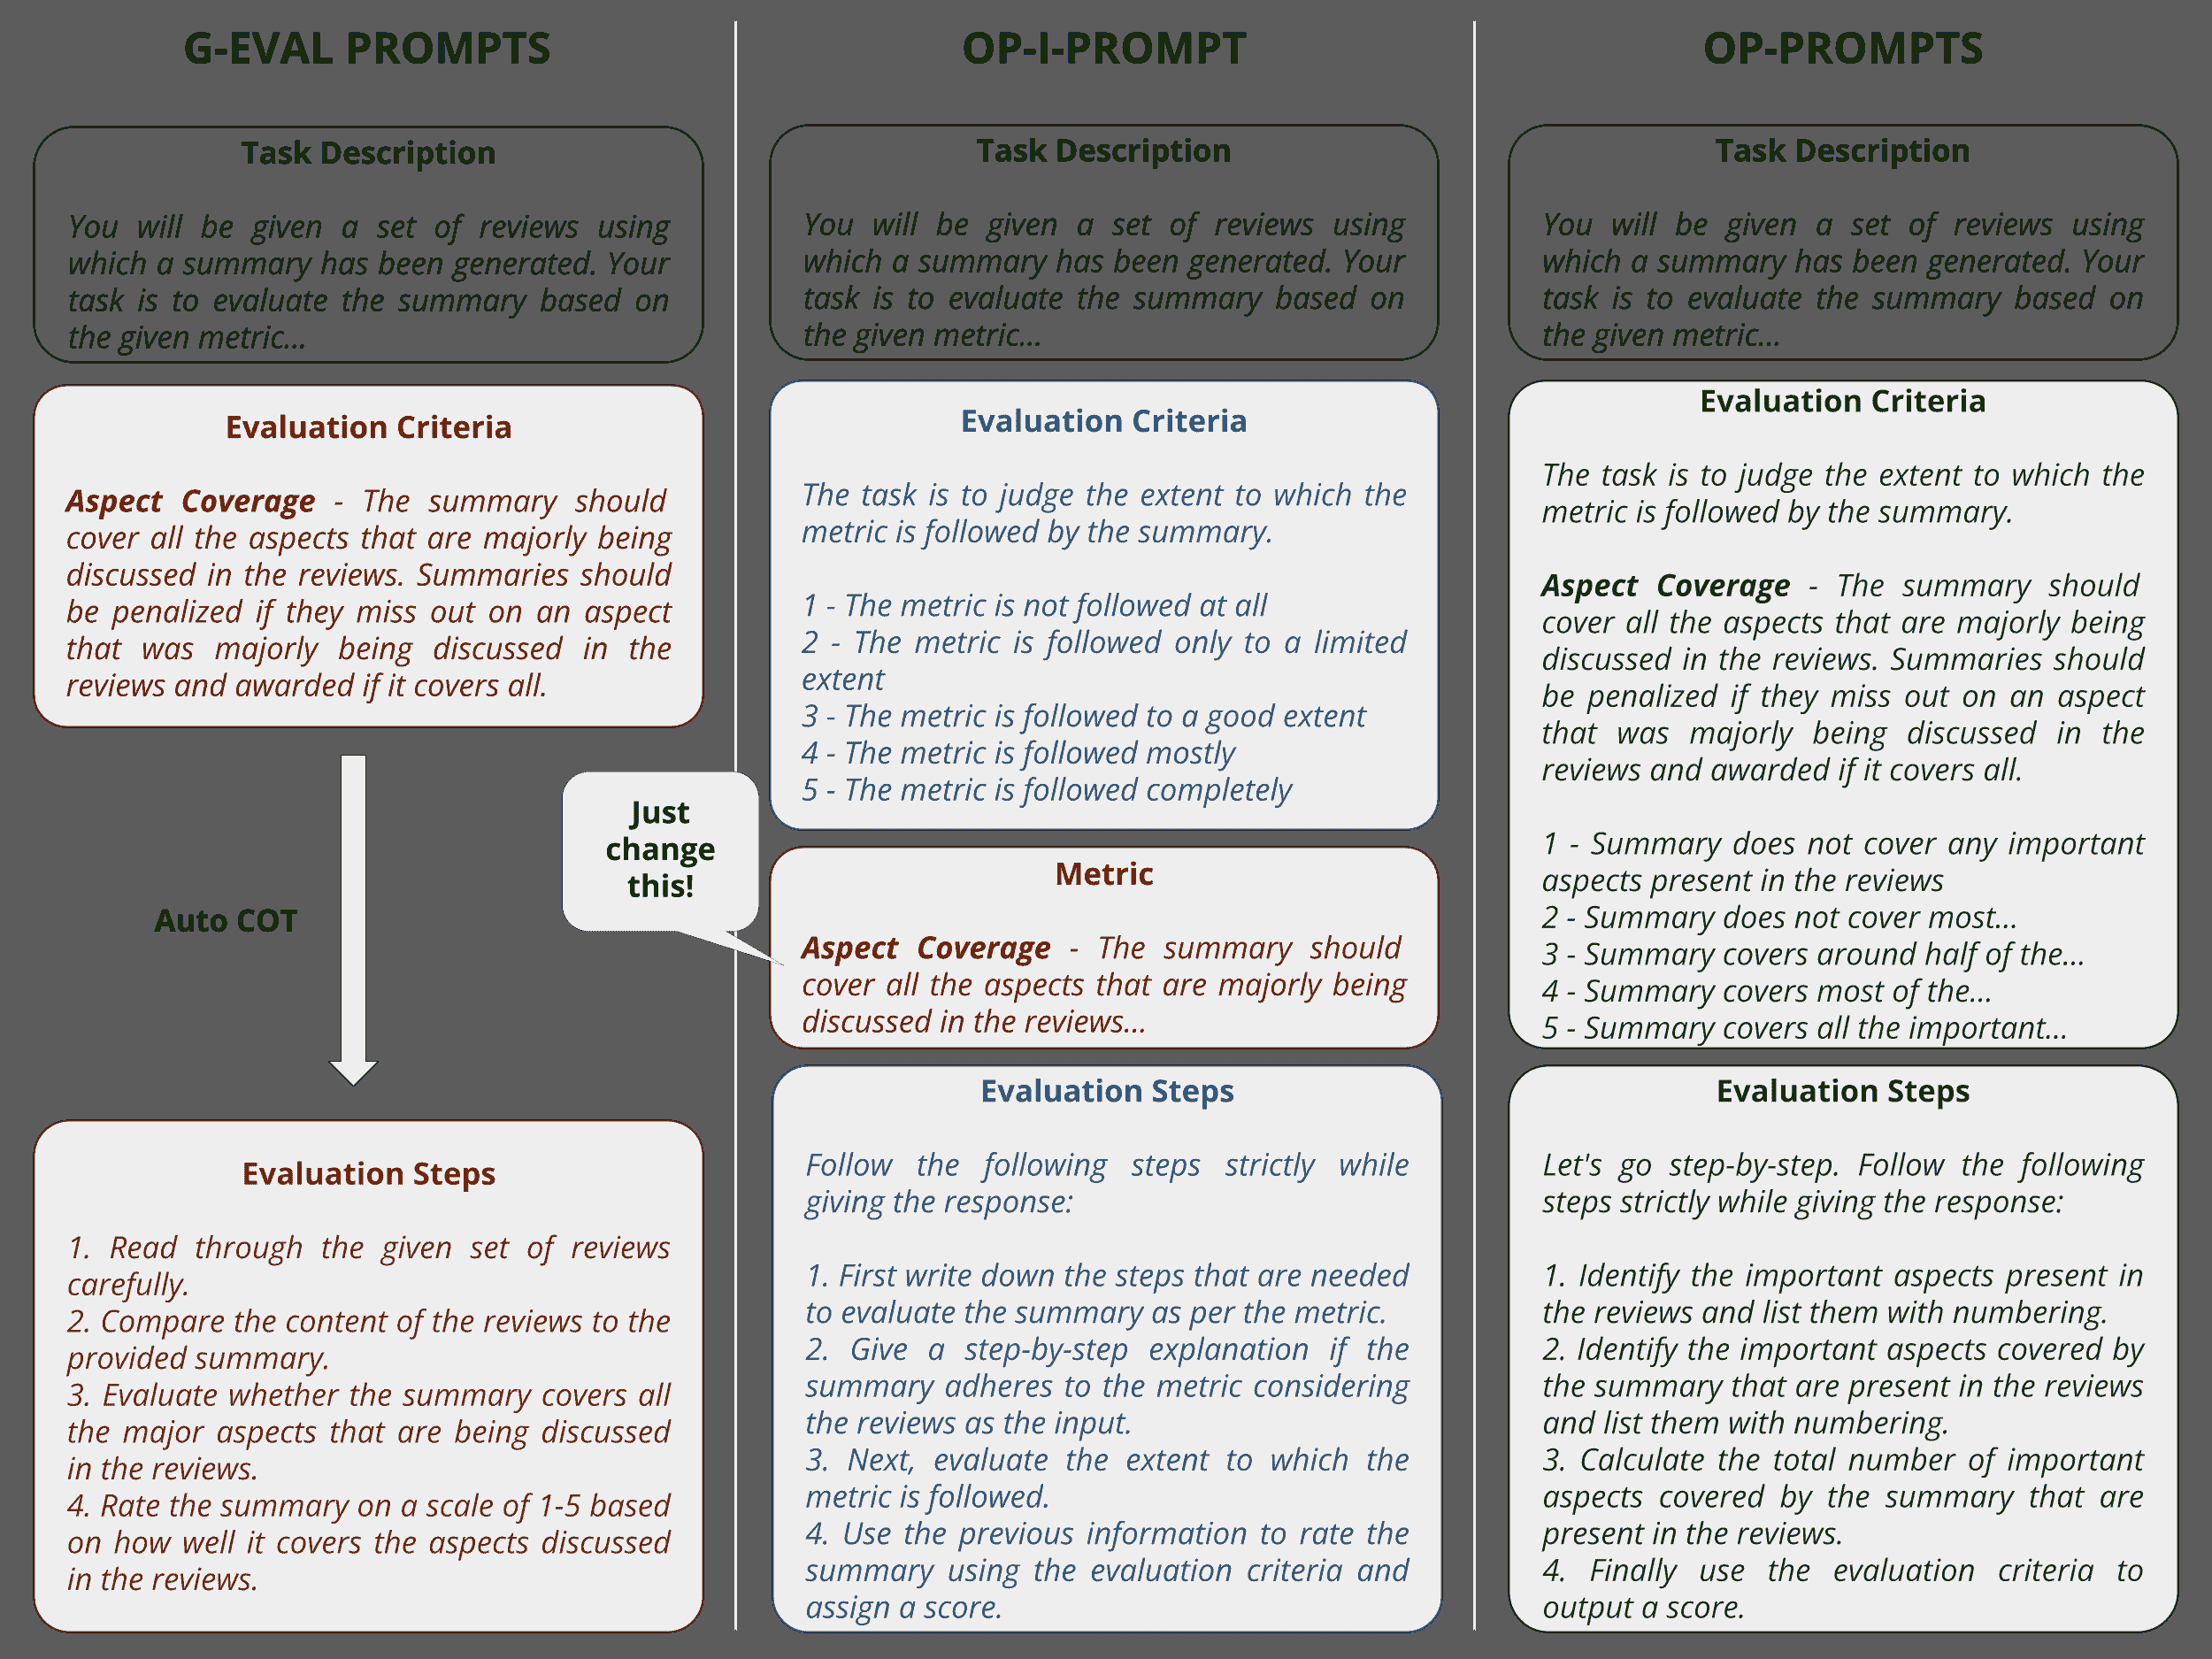 G-EVAL PROMPTS
Task Description
You will be given a set of reviews using
which a summary has been generated. Your
task is to evaluate the summary based on
the given metric...
Evaluation Criteria
Aspect Coverage - The summary should
cover all the aspects that are majorly being
discussed in the reviews. Summaries should
be penalized if they miss out on an aspect
that was majorly being discussed in the
reviews and awarded if it covers all.
Auto COT
Evaluation Steps
1. Read through the given set of reviews
carefully.
2. Compare the content of the reviews to the
provided summary.
3. Evaluate whether the summary covers all
the major aspects that are being discussed
in the reviews.
4. Rate the summary on a scale of 1-5 based
on how well it covers the aspects discussed
in the reviews.
OP-I-PROMPT
Task Description
You will be given a set of reviews using
which a summary has been generated. Your
task is to evaluate the summary based on
the given metric...
Evaluation Criteria
The task is to judge the extent to which the
metric is followed by the summary.
1 - The metric is not followed at all
2 - The metric is followed only to a limited
extent
3 - The metric is followed to a good extent
4 - The metric is followed mostly
5 - The metric is followed completely
Just
change
this!
Metric
Aspect Coverage - The summary should
cover all the aspects that are majorly being
discussed in the reviews...
Evaluation Steps
Follow the following steps strictly while
giving the response:
1. First write down the steps that are needed
to evaluate the summary as per the metric.
2. Give a step-by-step explanation if the
summary adheres to the metric considering
the reviews as the input.
3. Next, evaluate the extent to which the
metric is followed.
4. Use the previous information to rate the
summary using the evaluation criteria and
assign a score.
OP-PROMPTS
Task Description
You will be given a set of reviews using
which a summary has been generated. Your
task is to evaluate the summary based on
the given metric...
Evaluation Criteria
The task is to judge the extent to which the
metric is followed by the summary.
Aspect Coverage - The summary should
cover all the aspects that are majorly being
discussed in the reviews. Summaries should
be penalized if they miss out on an aspect
that was majorly being discussed in the
reviews and awarded if it covers all.
1 - Summary does not cover any important
aspects present in the reviews
2 - Summary does not cover most...
3 - Summary covers around half of the...
4 - Summary covers most of the...
5 - Summary covers all the important...
Evaluation Steps
Let's go step-by-step. Follow the following
steps strictly while giving the response:
1. Identify the important aspects present in
the reviews and list them with numbering.
2. Identify the important aspects covered by
the summary that are present in the reviews
and list them with numbering.
3. Calculate the total number of important
aspects covered by the summary that are
present in the reviews.
4. Finally use the evaluation criteria to
output a score.